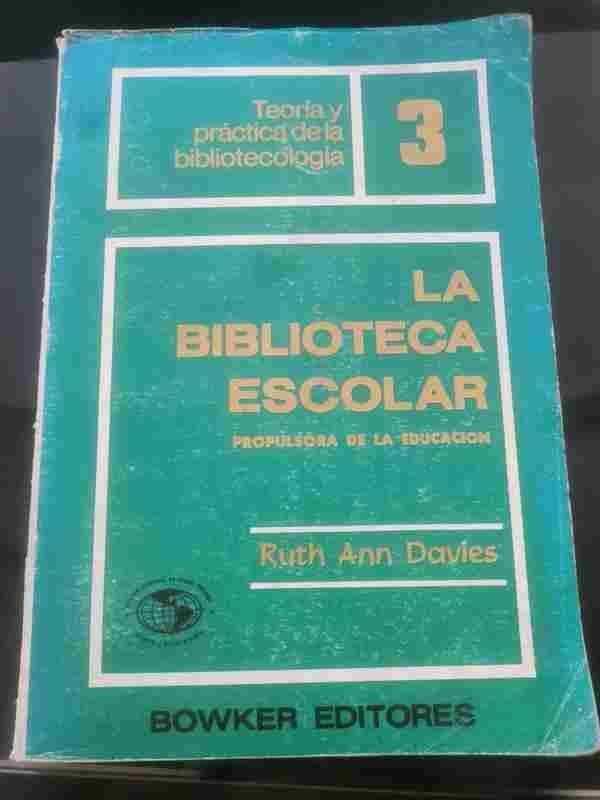 Teoría y
práctica de la
bibliotecología
3
LA
BIBLIOTECA
ESCOLAR
PROPULSORA DE LA EDUCACION
Ruth Ann Davies
BOWKER EDITORES